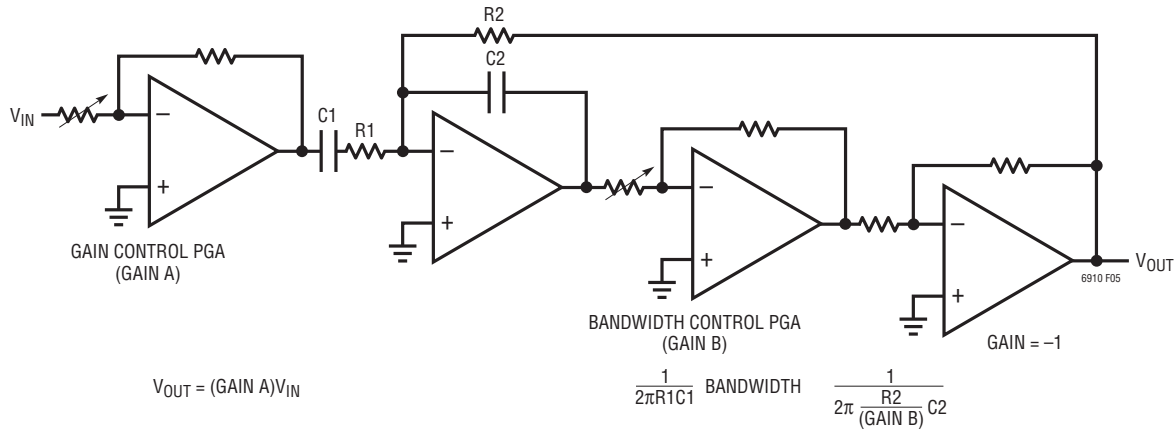 R2
C2
V_IN
C1
R1
−
+
−
+
−
+
−
+
GAIN CONTROL PGA
(GAIN A)
BANDWIDTH CONTROL PGA
(GAIN B)
V_OUT
6910 F05
GAIN = –1
V_OUT = (GAIN A)V_IN
1
2πR1C1
BANDWIDTH
1
2π R2 C2
(GAIN B)